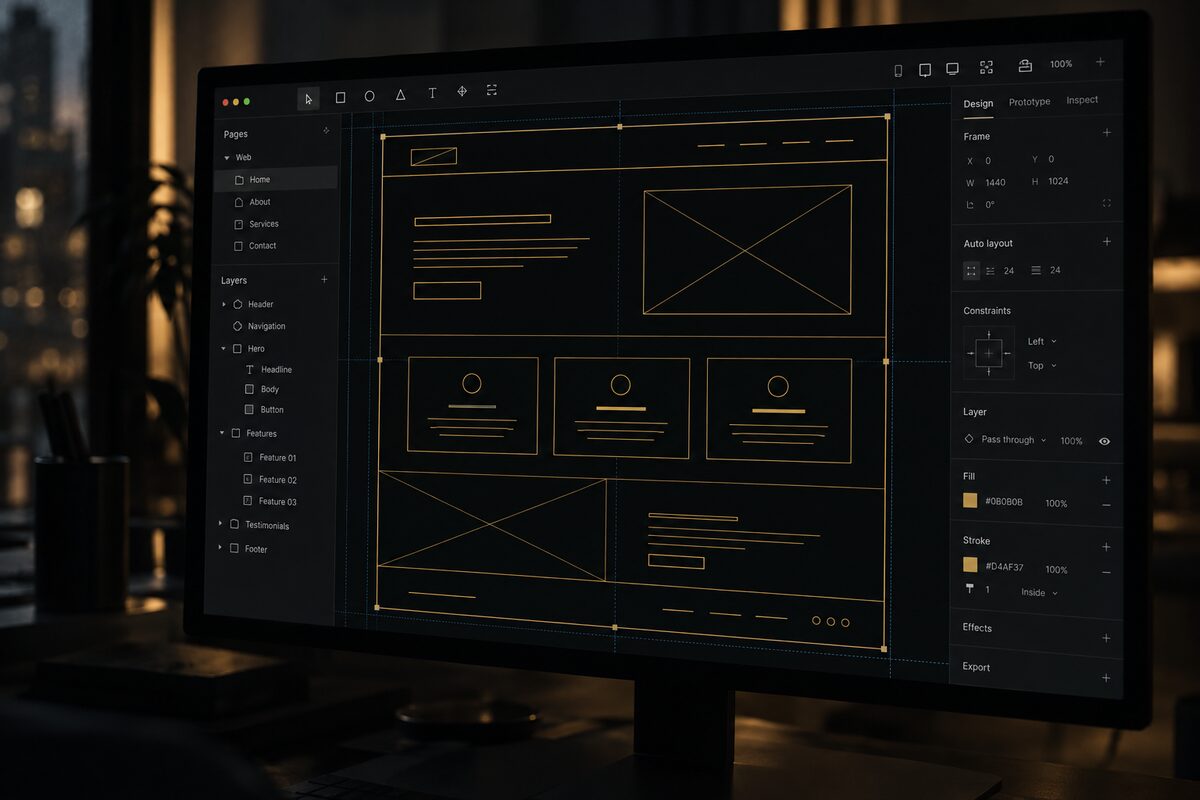 100%
Design Prototype Inspect
Pages
Web
Home
About
Services
Contact
Layers
Header
Navigation
Hero
T Headline
Body
Button
Features
Feature 01
Feature 02
Feature 03
Testimonials
Footer
Frame
X 0 Y 0
W 1440 H 1024
0°
Auto layout
24 24
Constraints
Left
Top
Layer
Pass through 100%
Fill
#0B0B0B 100%
Stroke
#D4AF37 100%
1 Inside
Effects
Export